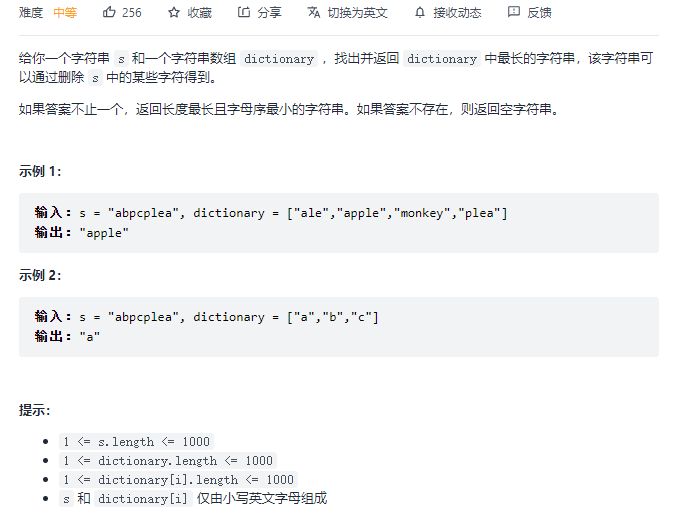 难度 中等 256 收藏 分享 切换为英文 接收动态 反馈
给你一个字符串 s 和一个字符串数组 dictionary ，找出并返回 dictionary 中最长的字符串，该字符串可
以通过删除 s 中的某些字符得到。
如果答案不止一个，返回长度最长且字母序最小的字符串。如果答案不存在，则返回空字符串。
示例 1：
输入：s = "abpcplea", dictionary = ["ale","apple","monkey","plea"]
输出："apple"
示例 2：
输入：s = "abpcplea", dictionary = ["a","b","c"]
输出："a"
提示：
1 <= s.length <= 1000
1 <= dictionary.length <= 1000
1 <= dictionary[i].length <= 1000
s 和 dictionary[i] 仅由小写英文字母组成